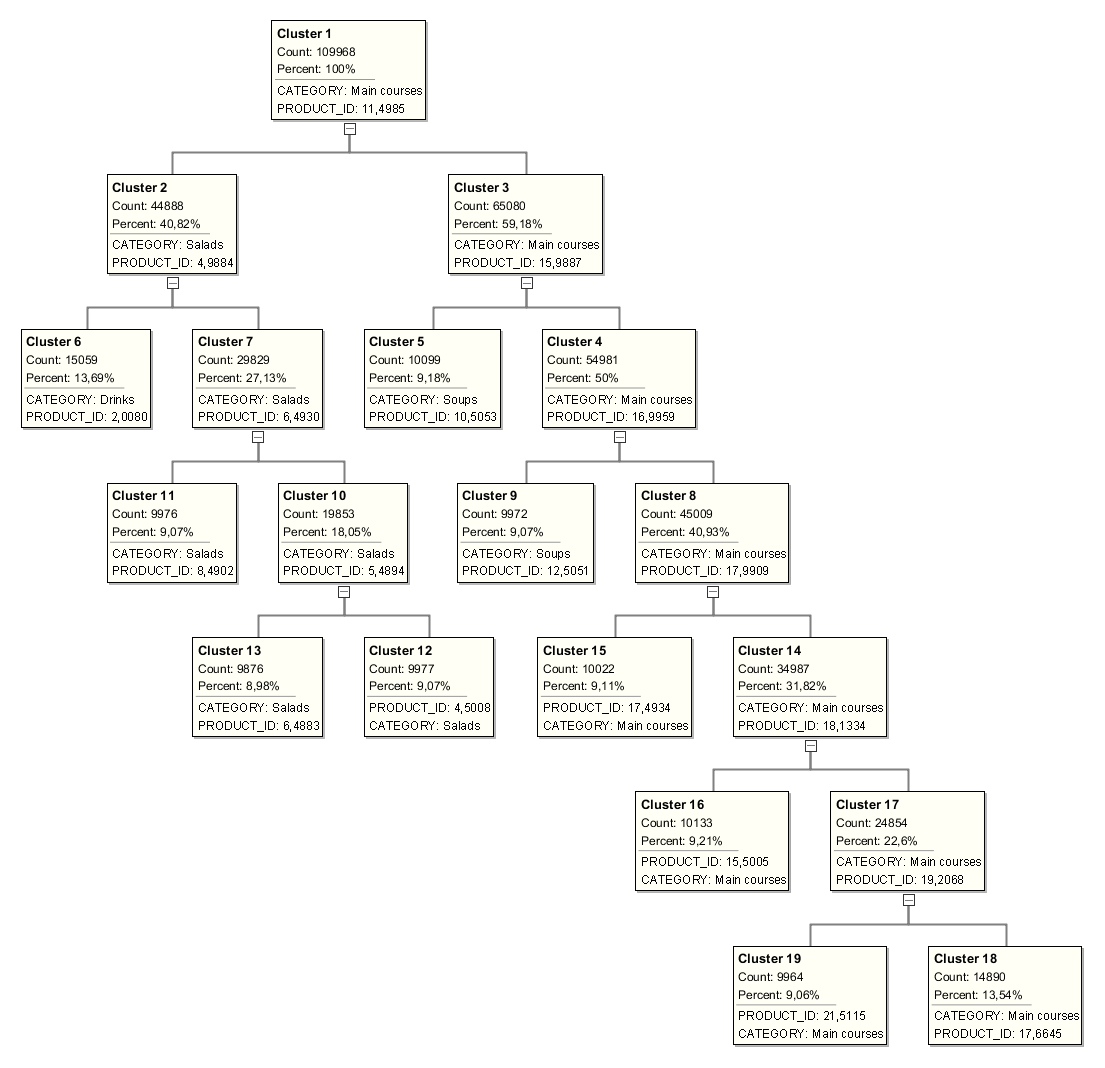 Cluster 1
Count: 109968
Percent: 100%
CATEGORY: Main courses
PRODUCT_ID: 11,4985
Cluster 2
Count: 44888
Percent: 40,82%
CATEGORY: Salads
PRODUCT_ID: 4,9884
Cluster 3
Count: 65080
Percent: 59,18%
CATEGORY: Main courses
PRODUCT_ID: 15,9887
Cluster 6
Count: 15059
Percent: 13,69%
CATEGORY: Drinks
PRODUCT_ID: 2,0080
Cluster 7
Count: 29829
Percent: 27,13%
CATEGORY: Salads
PRODUCT_ID: 6,4930
Cluster 5
Count: 10099
Percent: 9,18%
CATEGORY: Soups
PRODUCT_ID: 10,5053
Cluster 4
Count: 54981
Percent: 50%
CATEGORY: Main courses
PRODUCT_ID: 16,9959
Cluster 11
Count: 9976
Percent: 9,07%
CATEGORY: Salads
PRODUCT_ID: 8,4902
Cluster 10
Count: 19853
Percent: 18,05%
CATEGORY: Salads
PRODUCT_ID: 5,4894
Cluster 9
Count: 9972
Percent: 9,07%
CATEGORY: Soups
PRODUCT_ID: 12,5051
Cluster 8
Count: 45009
Percent: 40,93%
CATEGORY: Main courses
PRODUCT_ID: 17,9909
Cluster 13
Count: 9876
Percent: 8,98%
CATEGORY: Salads
PRODUCT_ID: 6,4883
Cluster 12
Count: 9977
Percent: 9,07%
PRODUCT_ID: 4,5008
CATEGORY: Salads
Cluster 15
Count: 10022
Percent: 9,11%
PRODUCT_ID: 17,4934
CATEGORY: Main courses
Cluster 14
Count: 34987
Percent: 31,82%
CATEGORY: Main courses
PRODUCT_ID: 18,1334
Cluster 16
Count: 10133
Percent: 9,21%
PRODUCT_ID: 15,5005
CATEGORY: Main courses
Cluster 17
Count: 24854
Percent: 22,6%
CATEGORY: Main courses
PRODUCT_ID: 19,2068
Cluster 19
Count: 9964
Percent: 9,06%
PRODUCT_ID: 21,5115
CATEGORY: Main courses
Cluster 18
Count: 14890
Percent: 13,54%
CATEGORY: Main courses
PRODUCT_ID: 17,6645